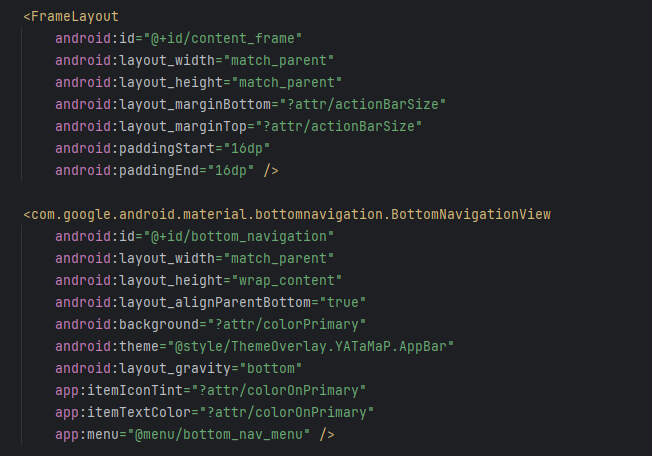 <FrameLayout
android:id="@+id/content_frame"
android:layout_width="match_parent"
android:layout_height="match_parent"
android:layout_marginBottom="?attr/actionBarSize"
android:layout_marginTop="?attr/actionBarSize"
android:paddingStart="16dp"
android:paddingEnd="16dp" />
<com.google.android.material.bottomnavigation.BottomNavigationView
android:id="@+id/bottom_navigation"
android:layout_width="match_parent"
android:layout_height="wrap_content"
android:layout_alignParentBottom="true"
android:background="?attr/colorPrimary"
android:theme="@style/ThemeOverlay.YATaMaP.AppBar"
android:layout_gravity="bottom"
app:itemIconTint="?attr/colorOnPrimary"
app:itemTextColor="?attr/colorOnPrimary"
app:menu="@menu/bottom_nav_menu" />